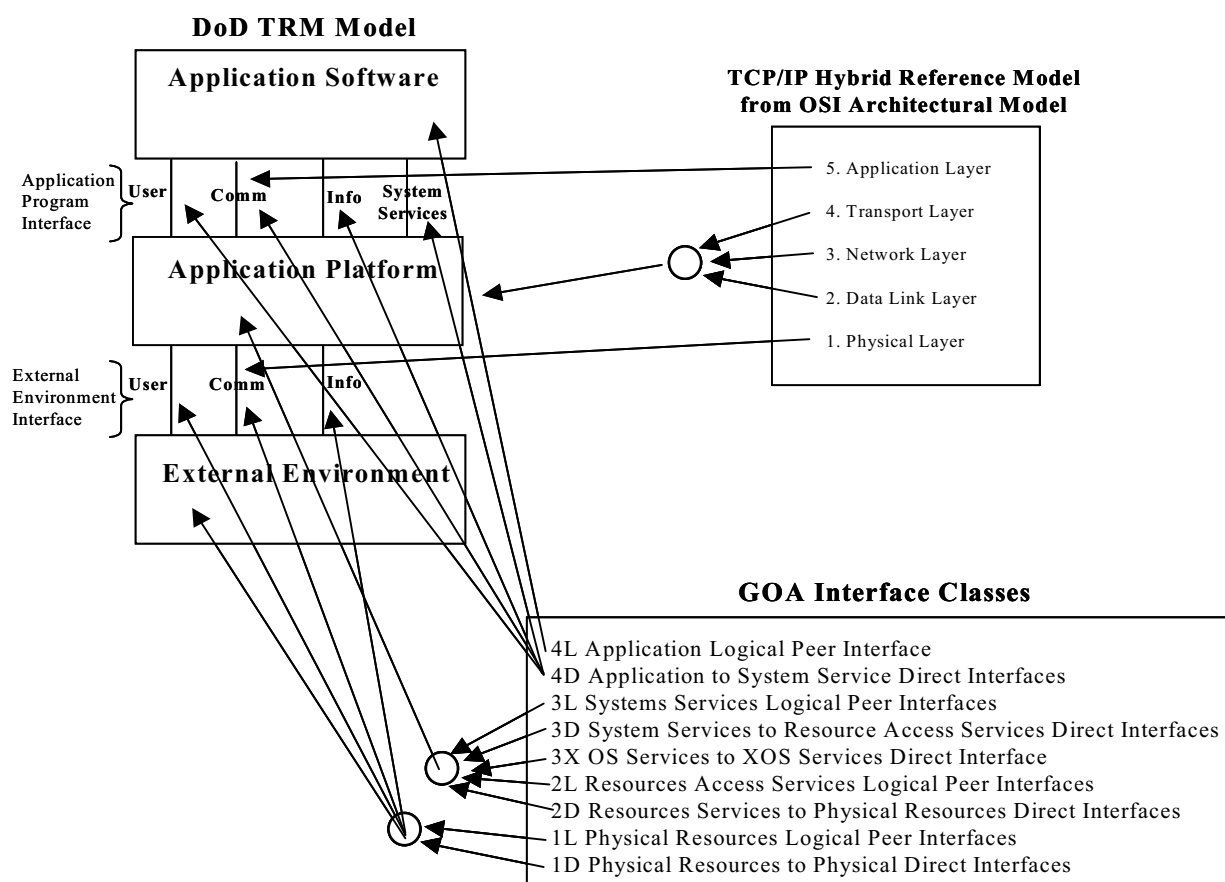 DoD TRM Model
Application Software
TCP/IP Hybrid Reference Model
from OSI Architectural Model
Application
Program
Interface
User
Comm
Info
System
Services
5. Application Layer
4. Transport Layer
3. Network Layer
2. Data Link Layer
1. Physical Layer
Application Platform
External
Environment
Interface
User
Comm
Info
External Environment
GOA Interface Classes
4L Application Logical Peer Interface
4D Application to System Service Direct Interfaces
3L Systems Services Logical Peer Interfaces
3D System Services to Resource Access Services Direct Interfaces
3X OS Services to XOS Services Direct Interface
2L Resources Access Services Logical Peer Interfaces
2D Resources Services to Physical Resources Direct Interfaces
1L Physical Resources Logical Peer Interfaces
1D Physical Resources to Physical Direct Interfaces